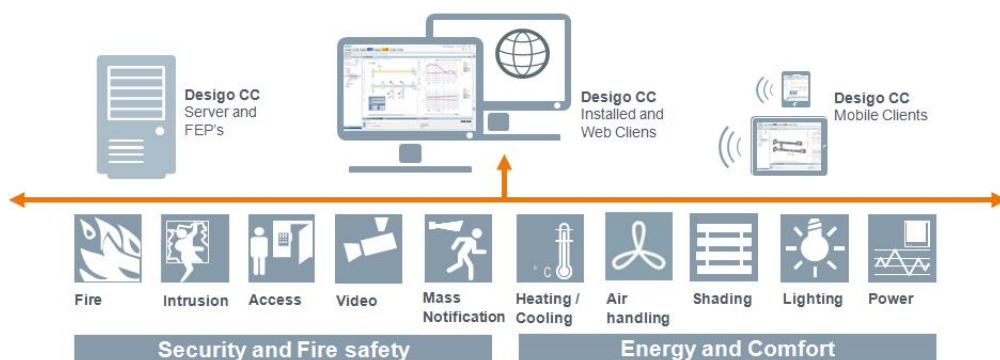 Desigo CC
Server and
FEP's
Desigo CC
Installed and
Web Cliens
Desigo CC
Mobile Clients
° C
Fire
Intrusion
Access
Video
Mass
Notification
Heating /
Cooling
Air
handling
Shading
Lighting
Power
Security and Fire safety
Energy and Comfort